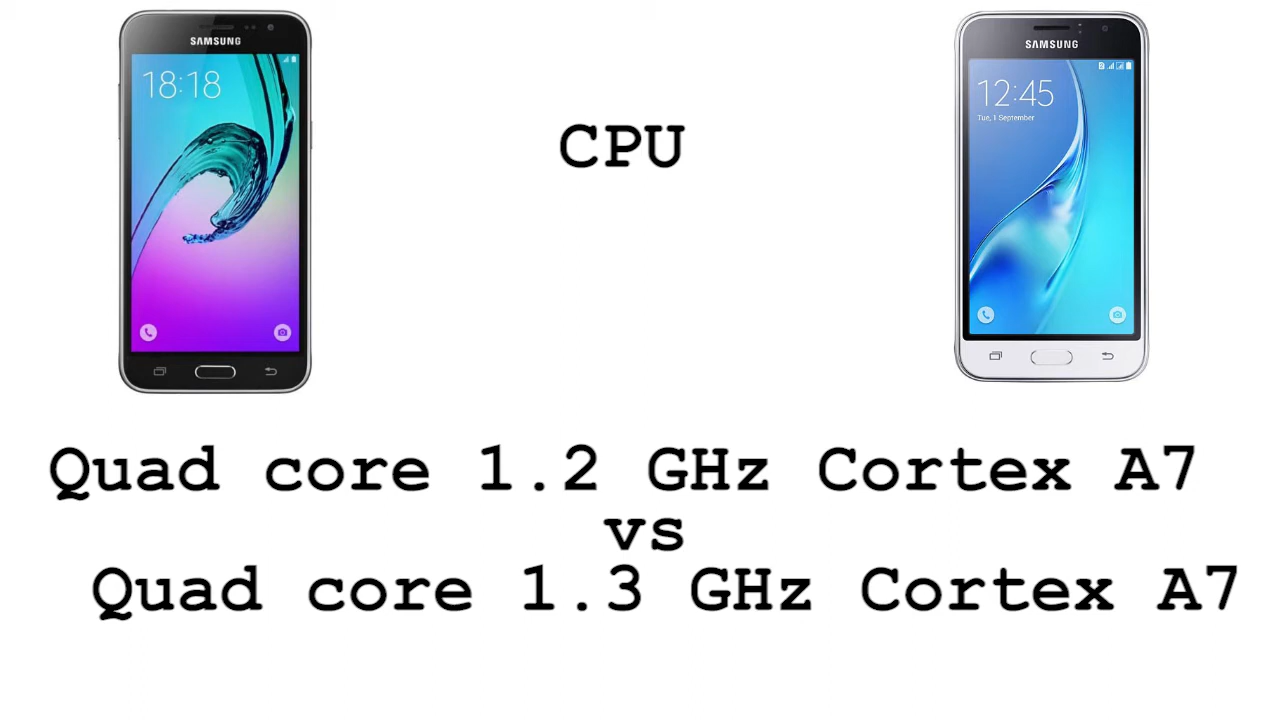 SAMSUNG
18:18
SAMSUNG
12:45
Tue, 1 September
CPU
Quad core 1.2 GHz Cortex A7
vs
Quad core 1.3 GHz Cortex A7